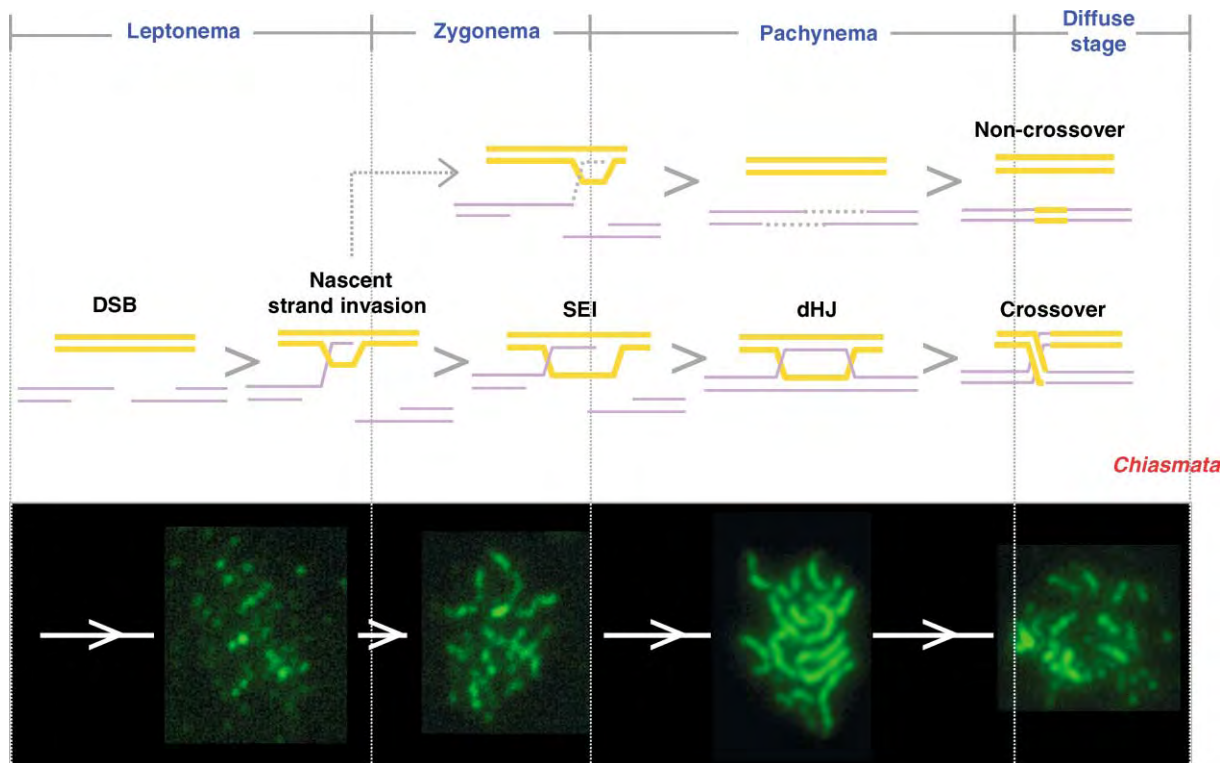 Leptonema
Zygonema
Pachynema
Diffuse
stage
Non-crossover
Nascent
strand invasion
DSB
SEI
dHJ
Crossover
Chiasmata